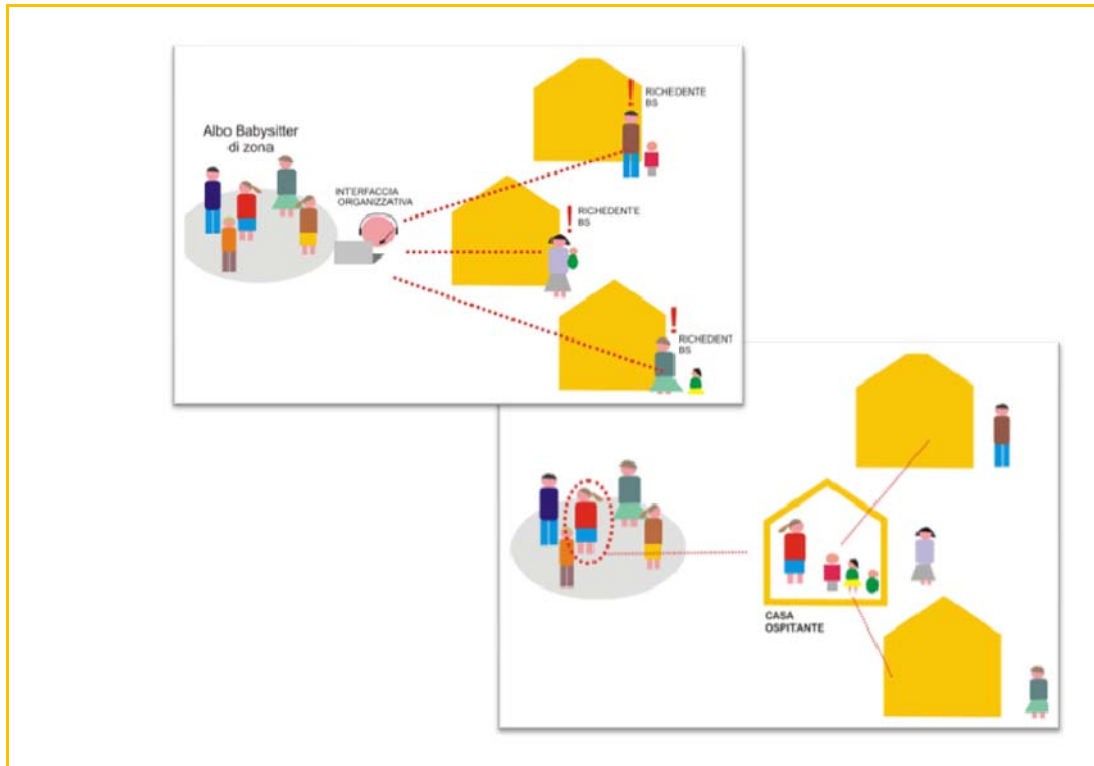 Albo Babysitter
di zona
INTERFACCIA
ORGANIZZATIVA
RICHEDENTE
BS
RICHEDENTE
BS
RICHEDENT
BS
CASA
OSPITANTE